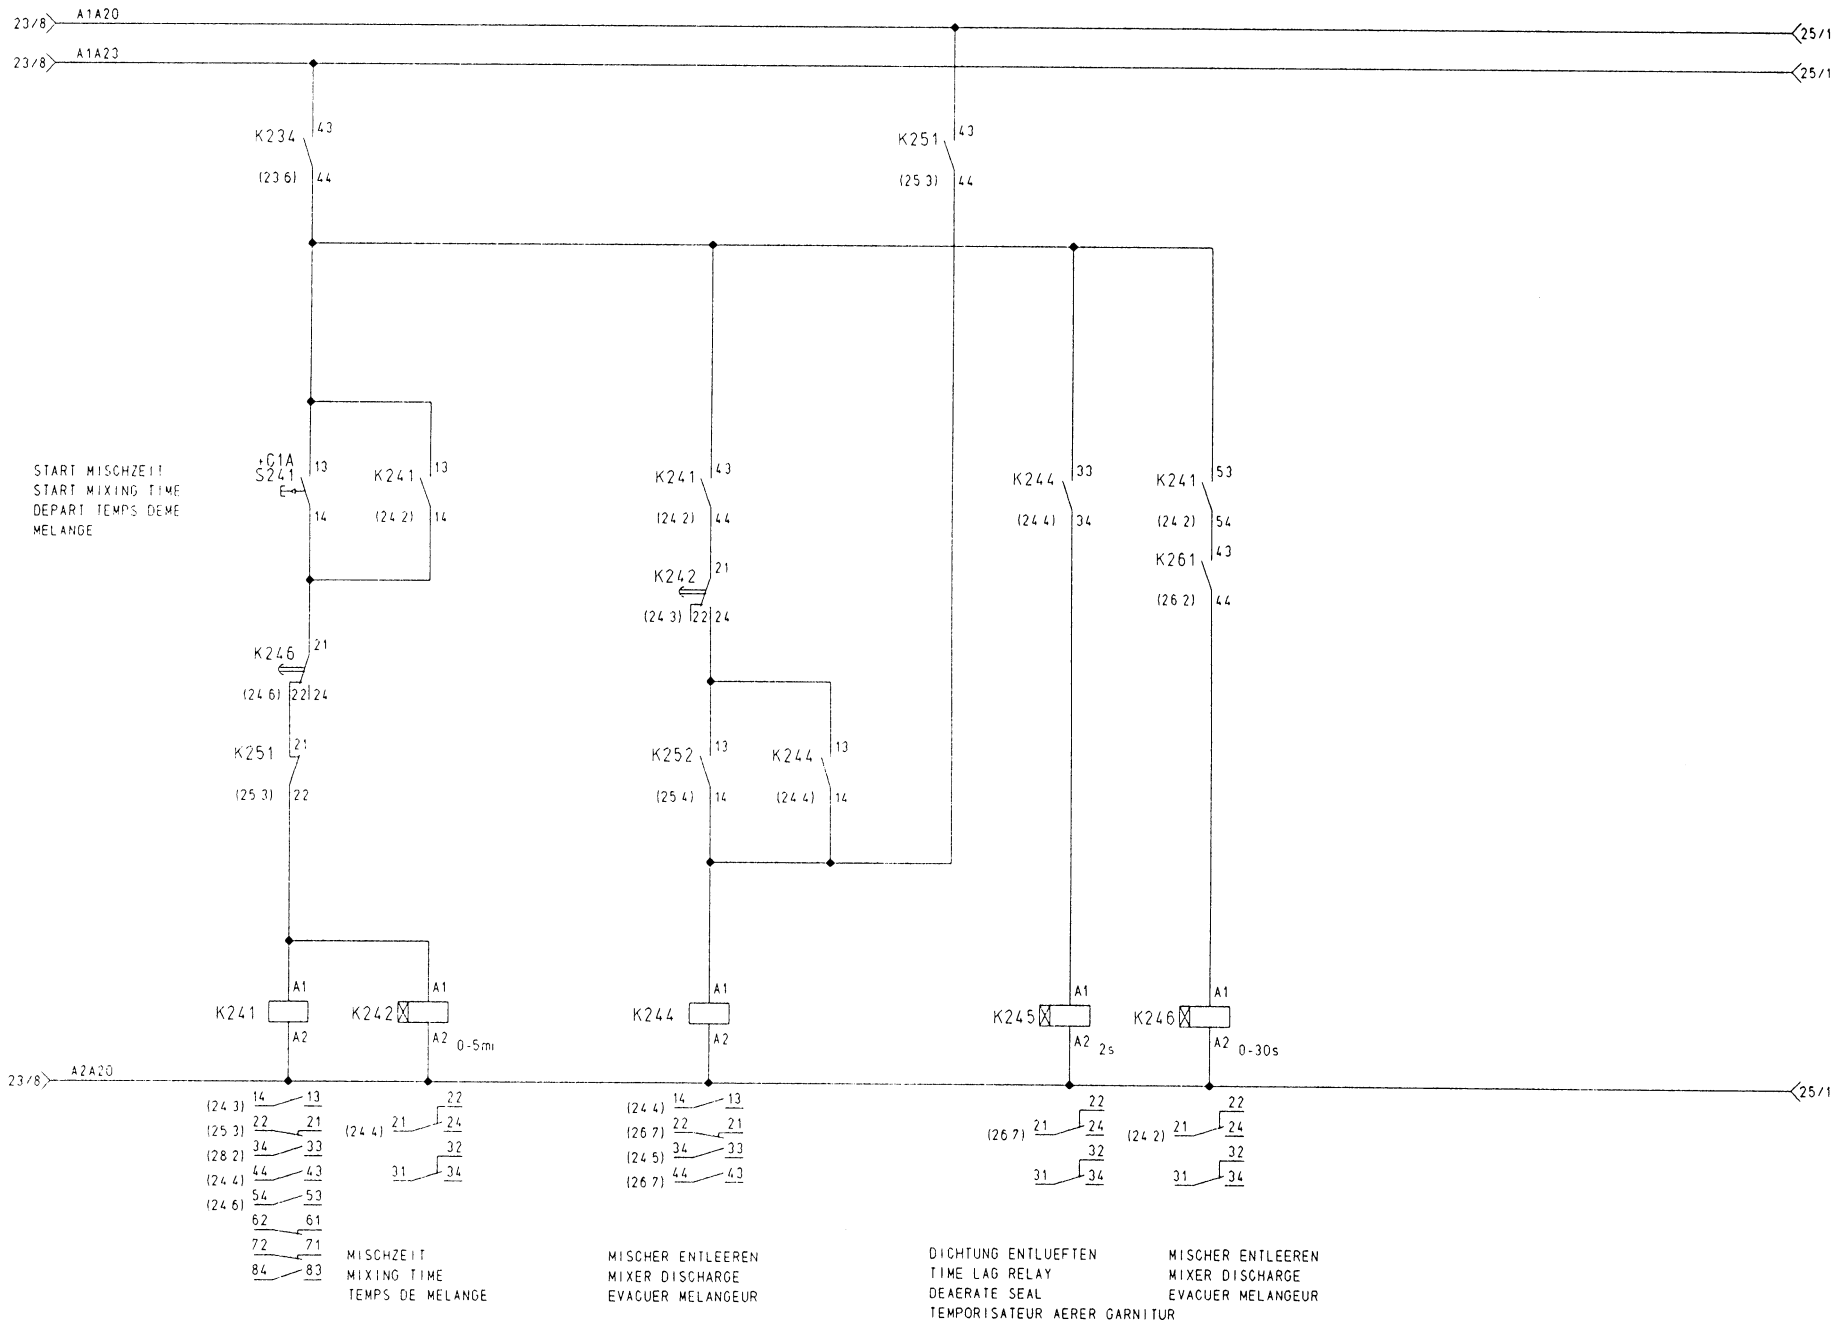 23/8 A1A20 25/1
23/8 A1A23 25/1
K234 43
(23 6) 44
K251 43
(25 3) 44
START MISCHZEIT
START MIXING TIME
DEPART TEMPS DEME
MELANGE
+C1A
S241 13
14
K241 13
(24 2) 14
K241 43
(24 2) 44
K244 33
(24 4) 34
K241 53
(24 2) 54
K261 43
(26 2) 44
K242 21
(24 3) 22 24
K246 21
(24 6) 22 24
K251 21
(25 3) 22
K252 13
(25 4) 14
K244 13
(24 4) 14
K241 A1
A2
K242 A1
A2 0-5mi
K244 A1
A2
K245 A1
A2 2s
K246 A1
A2 0-30s
23/8 A2A20 25/1
(24 3) 14 13
(25 3) 22 21
(28 2) 34 33
(24 4) 44 43
(24 6) 54 53
62 61
72 71
84 83
22
(24 4) 21 24
32
31 34
(24 4) 14 13
(26 7) 22 21
(24 5) 34 33
(26 7) 44 43
22
(26 7) 21 24
32
31 34
22
(24 2) 21 24
32
31 34
MISCHZEIT
MIXING TIME
TEMPS DE MELANGE
MISCHER ENTLEEREN
MIXER DISCHARGE
EVACUER MELANGEUR
DICHTUNG ENTLUEFTEN
TIME LAG RELAY
DEAERATE SEAL
TEMPORISATEUR AERER GARNITUR
MISCHER ENTLEEREN
MIXER DISCHARGE
EVACUER MELANGEUR